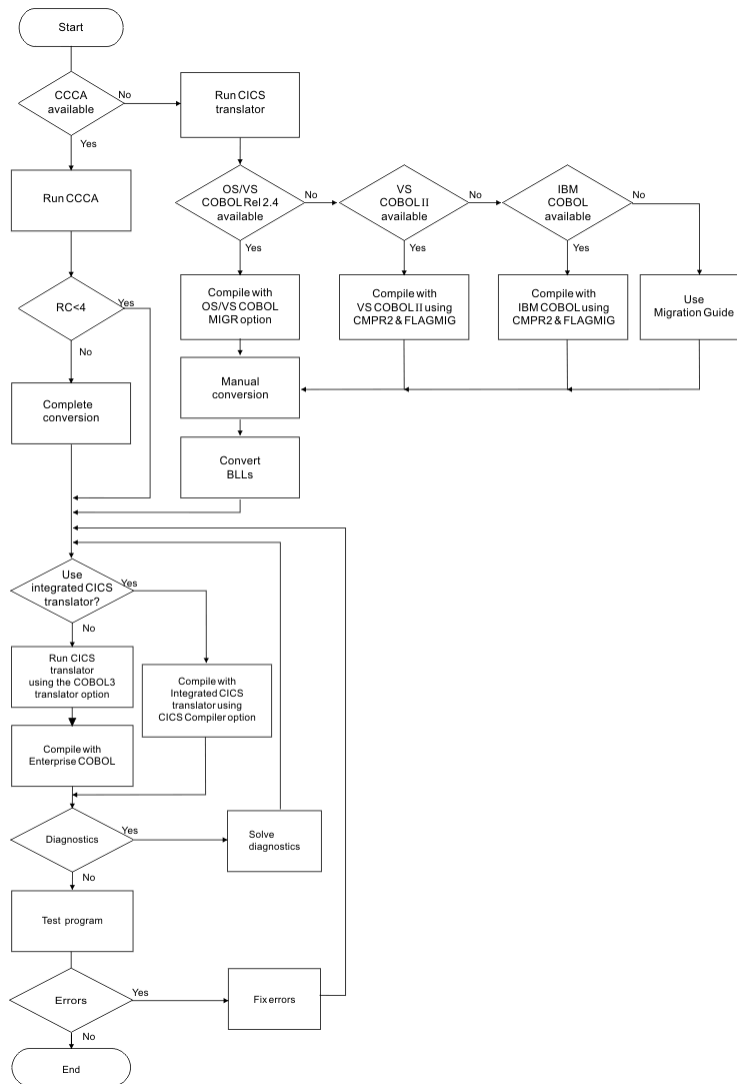 Start
CCCA
available
No
Yes
Run CICS
translator
Run CCCA
OS/VS
COBOL Rel 2.4
available
No
Yes
VS
COBOL II
available
No
Yes
IBM
COBOL
available
No
Yes
RC<4
Yes
No
Compile with
OS/VS COBOL
MIGR option
Compile with
VS COBOL II using
CMPR2 & FLAGMIG
Compile with
IBM COBOL using
CMPR2 & FLAGMIG
Use
Migration Guide
Complete
conversion
Manual
conversion
Convert
BLLs
Use
integrated CICS
translator?
Yes
No
Run CICS
translator
using the COBOL3
translator option
Compile with
Integrated CICS
translator using
CICS Compiler option
Compile with
Enterprise COBOL
Diagnostics
Yes
No
Solve
diagnostics
Test program
Errors
Yes
No
Fix errors
End